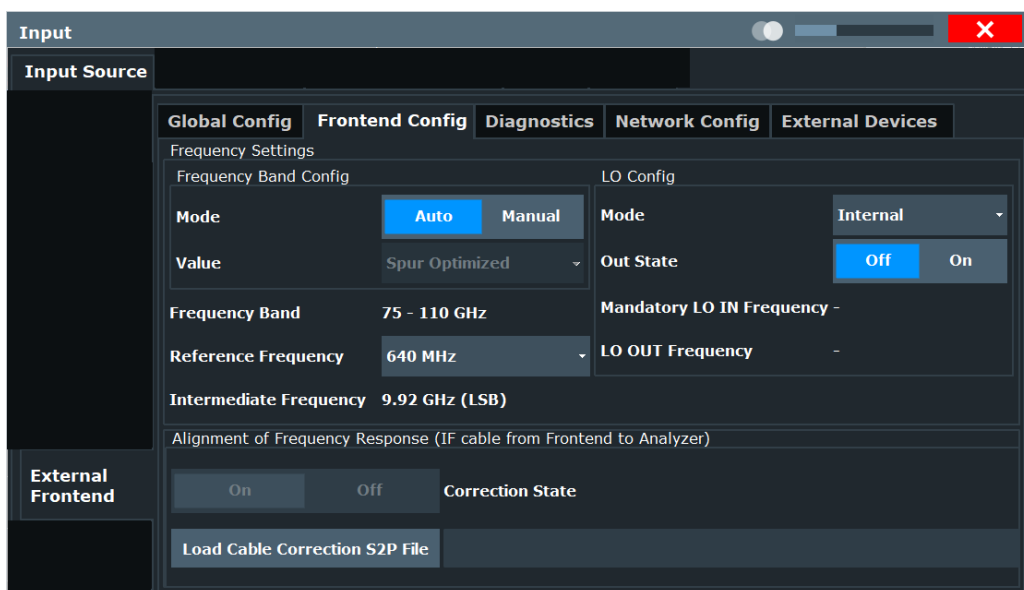 Input
Input Source
Global Config Frontend Config Diagnostics Network Config External Devices
Frequency Settings
Frequency Band Config
Mode Auto Manual
Value Spur Optimized
Frequency Band 75 - 110 GHz
Reference Frequency 640 MHz
Intermediate Frequency 9.92 GHz (LSB)
LO Config
Mode Internal
Out State Off On
Mandatory LO IN Frequency -
LO OUT Frequency -
Alignment of Frequency Response (IF cable from Frontend to Analyzer)
On Off Correction State
Load Cable Correction S2P File
External
Frontend